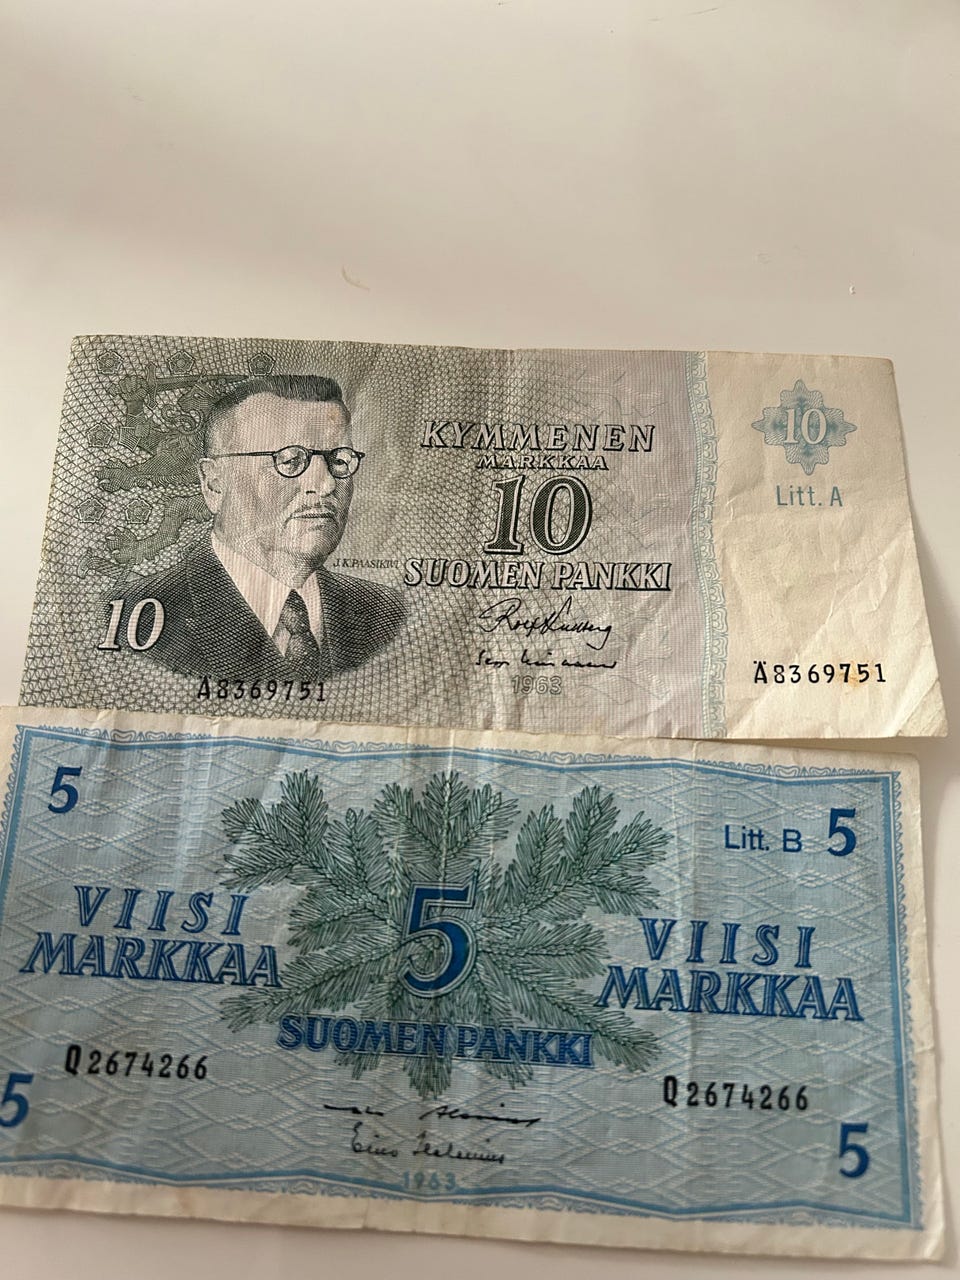 KYMMENEN
MARKKAA
10
10
Litt. A
J.K.PAASIKIVI
SUOMEN PANKKI
10
1963
Ä8369751
Ä8369751
5
Litt. B 5
VIISI
MARKKAA
5
VIISI
MARKKAA
SUOMEN PANKKI
Q2674266
Q2674266
5
5
1963